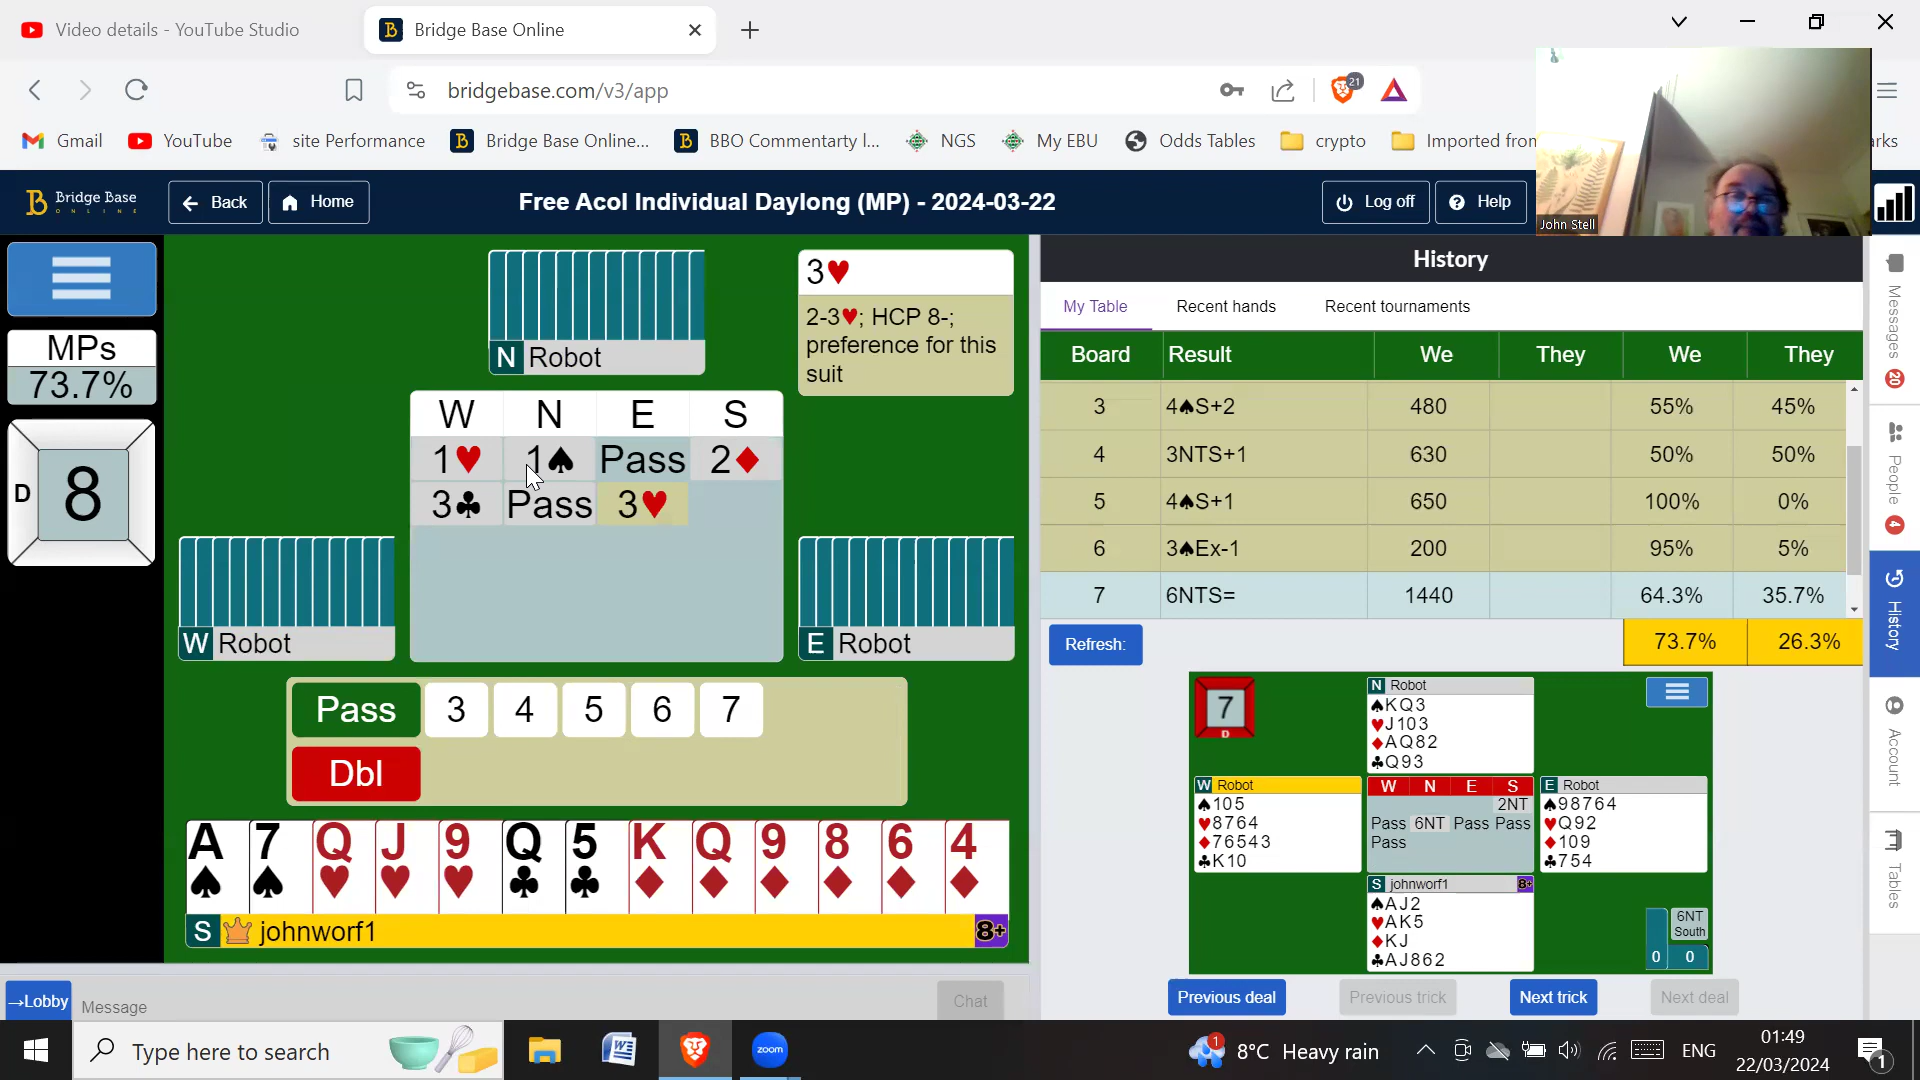 Video details - YouTube Studio
Bridge Base Online
bridgebase.com/v3/app
21
Gmail YouTube site Performance Bridge Base Online... BBO Commentarty l... NGS My EBU Odds Tables crypto Imported fron
arks
John Stell
Bridge Base
ONLINE
Back
Home
Free Acol Individual Daylong (MP) - 2024-03-22
Log off
Help
MPs
73.7%
D 8
N Robot
3♥
2-3♥; HCP 8-;
preference for this
suit
W N E S
1♥ 1♠ Pass 2♦
3♣ Pass 3♥
W Robot
E Robot
Pass 3 4 5 6 7
Dbl
A♠ 7♠ Q♥ J♥ 9♥ Q♣ 5♣ K♦ Q♦ 9♦ 8♦ 6♦ 4♦
S johnworf1 8+
→Lobby
Message
Chat
History
My Table Recent hands Recent tournaments
Board Result We They We They
3 4♠S+2 480 55% 45%
4 3NTS+1 630 50% 50%
5 4♠S+1 650 100% 0%
6 3♠Ex-1 200 95% 5%
7 6NTS= 1440 64.3% 35.7%
Refresh:
73.7% 26.3%
7
D
N Robot
♠KQ3
♥J103
♦AQ82
♣Q93
W Robot
♠105
♥8764
♦76543
♣K10
W N E S
2NT
Pass 6NT Pass Pass
Pass
E Robot
♠98764
♥Q92
♦109
♣754
S johnworf1 8+
♠AJ2
♥AK5
♦KJ
♣AJ862
6NT
South
0 0
Previous deal
Previous trick
Next trick
Next deal
Messages 20
People 4
History
Account
Tables
Type here to search
zoom
1
8°C Heavy rain
ENG
01:49
22/03/2024
1